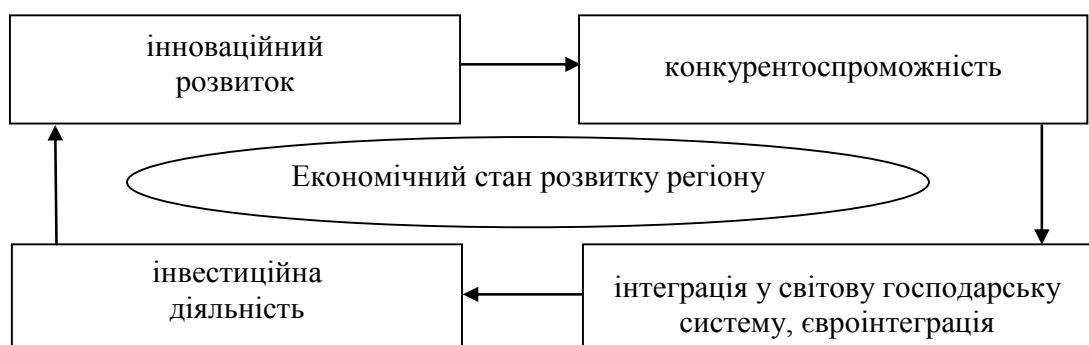 інноваційний
розвиток
конкурентоспроможність
Економічний стан розвитку регіону
інвестиційна
діяльність
інтеграція у світову господарську
систему, євроінтеграція